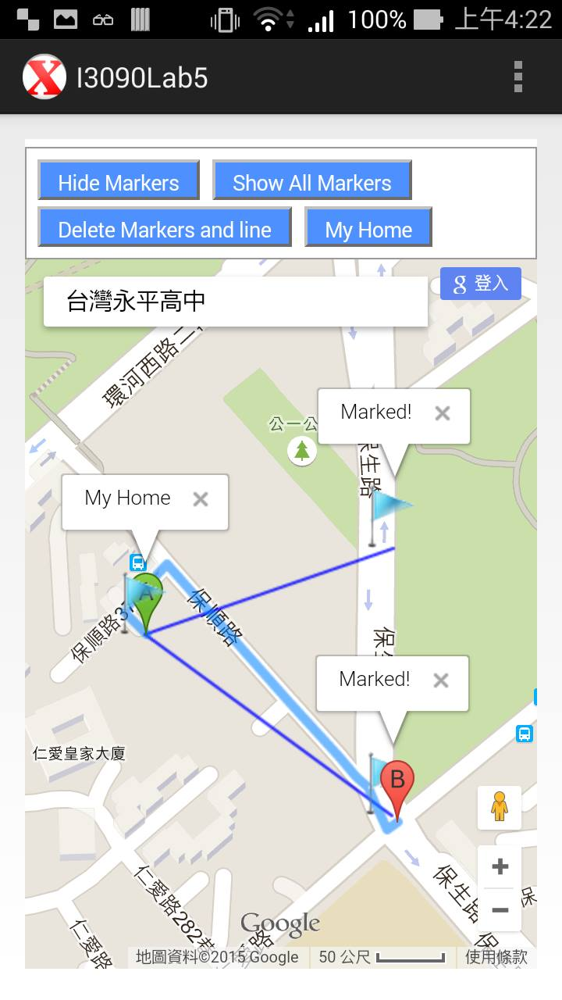 100% 上午4:22
I3090Lab5
Hide Markers Show All Markers
Delete Markers and line My Home
台灣永平高中
登入
環河西路二
Marked!
公一公
保生路
My Home
A
保順路37
保順路
保生
Marked!
仁愛皇家大廈
B
仁愛路282巷
保生路
仁愛路
Google
地圖資料©2015 Google 50 公尺 使用條款